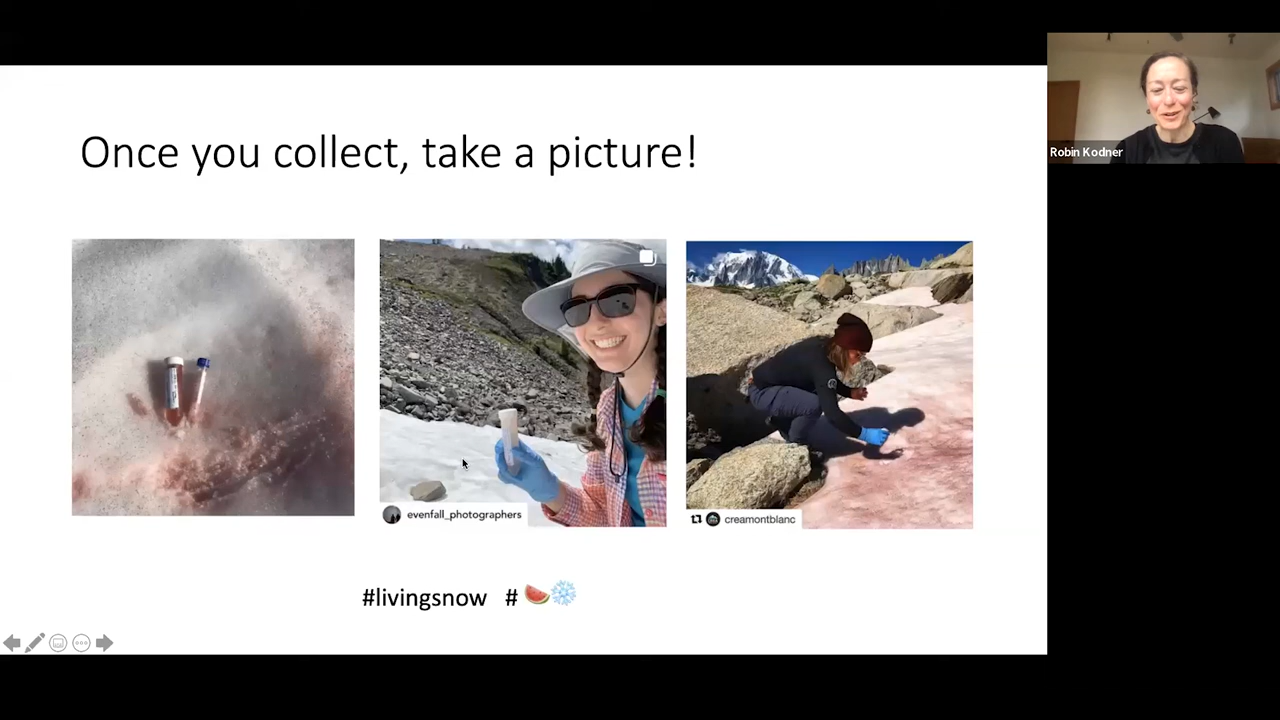 Once you collect, take a picture!
Robin Kodner
evenfall_photographers
creamontblanc
#livingsnow #🍉❄️